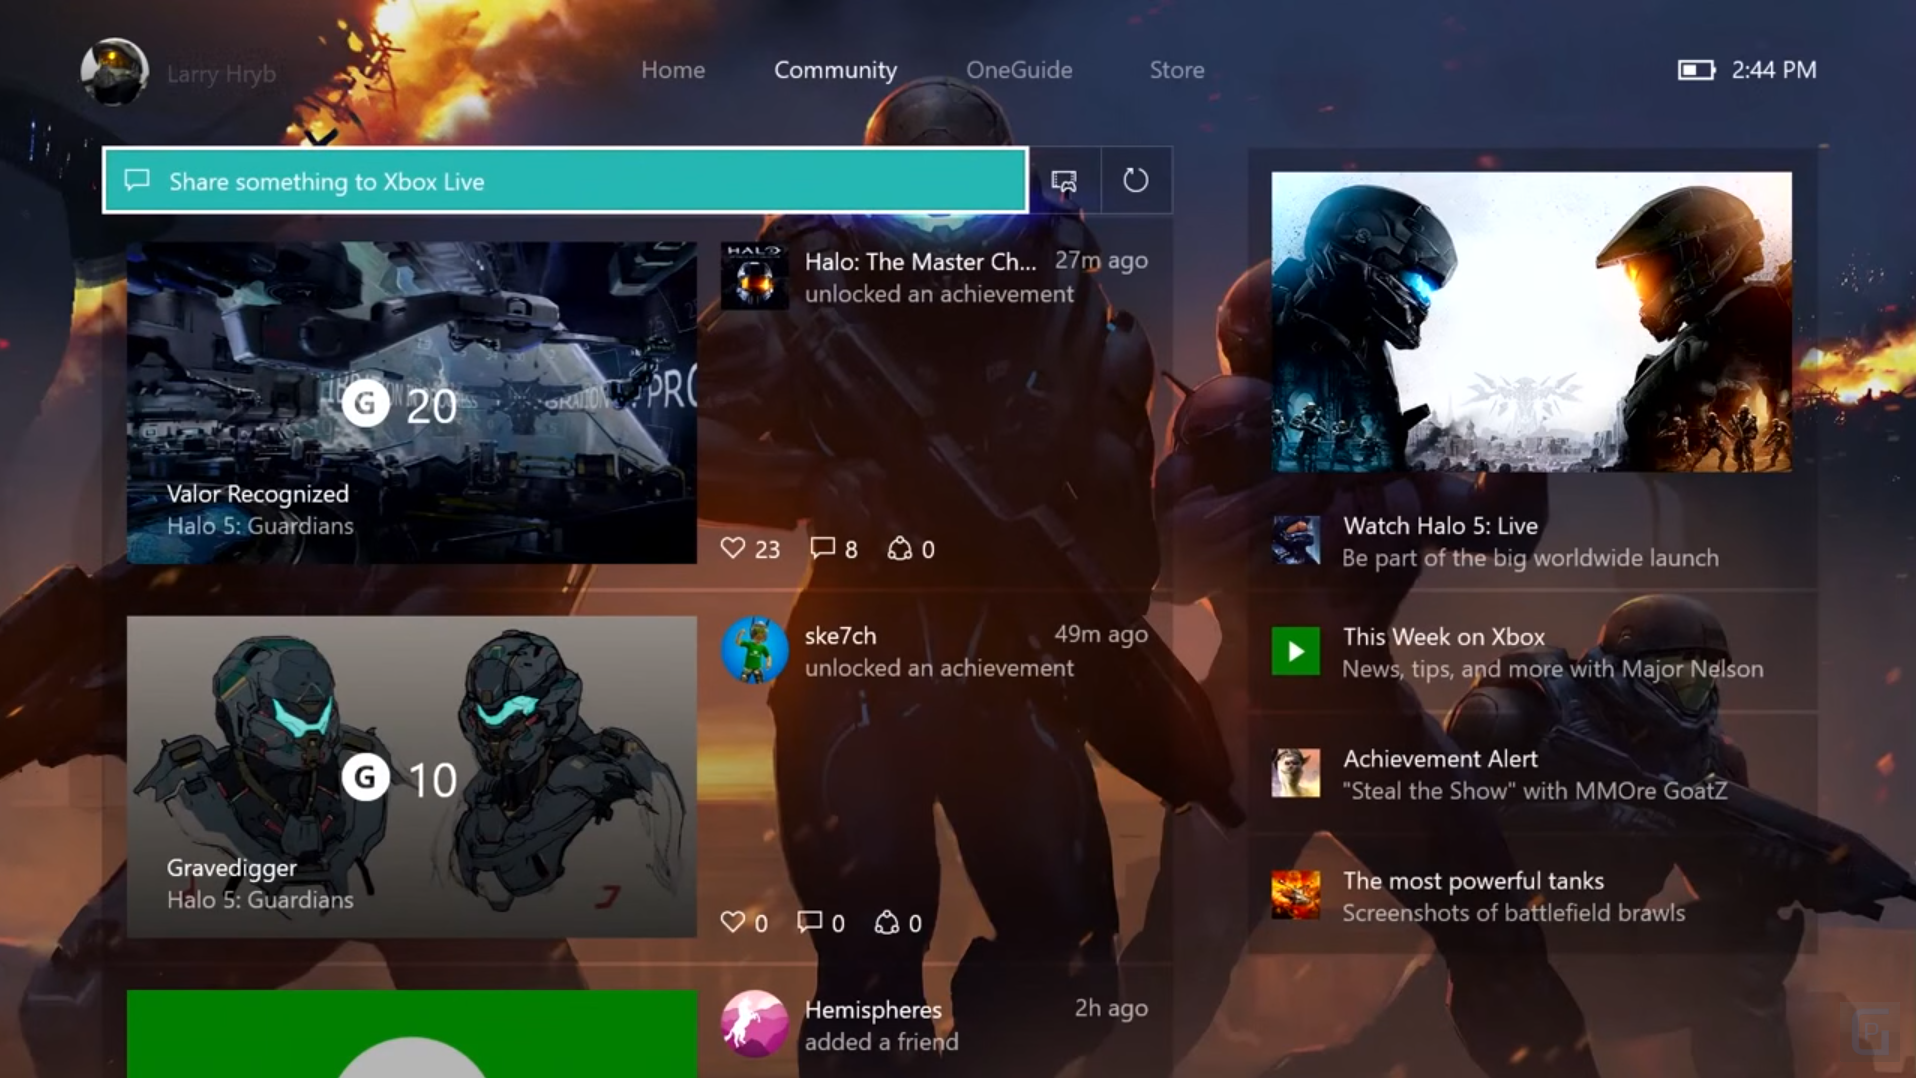 Larry Hryb
Home
Community
OneGuide
Store
2:44 PM
Share something to Xbox Live
G 20
Valor Recognized
Halo 5: Guardians
HALO
Halo: The Master Ch...
27m ago
unlocked an achievement
23
8
0
G 10
Gravedigger
Halo 5: Guardians
ske7ch
49m ago
unlocked an achievement
0
0
0
Hemispheres
2h ago
added a friend
Watch Halo 5: Live
Be part of the big worldwide launch
This Week on Xbox
News, tips, and more with Major Nelson
Achievement Alert
"Steal the Show" with MMOre GoatZ
The most powerful tanks
Screenshots of battlefield brawls